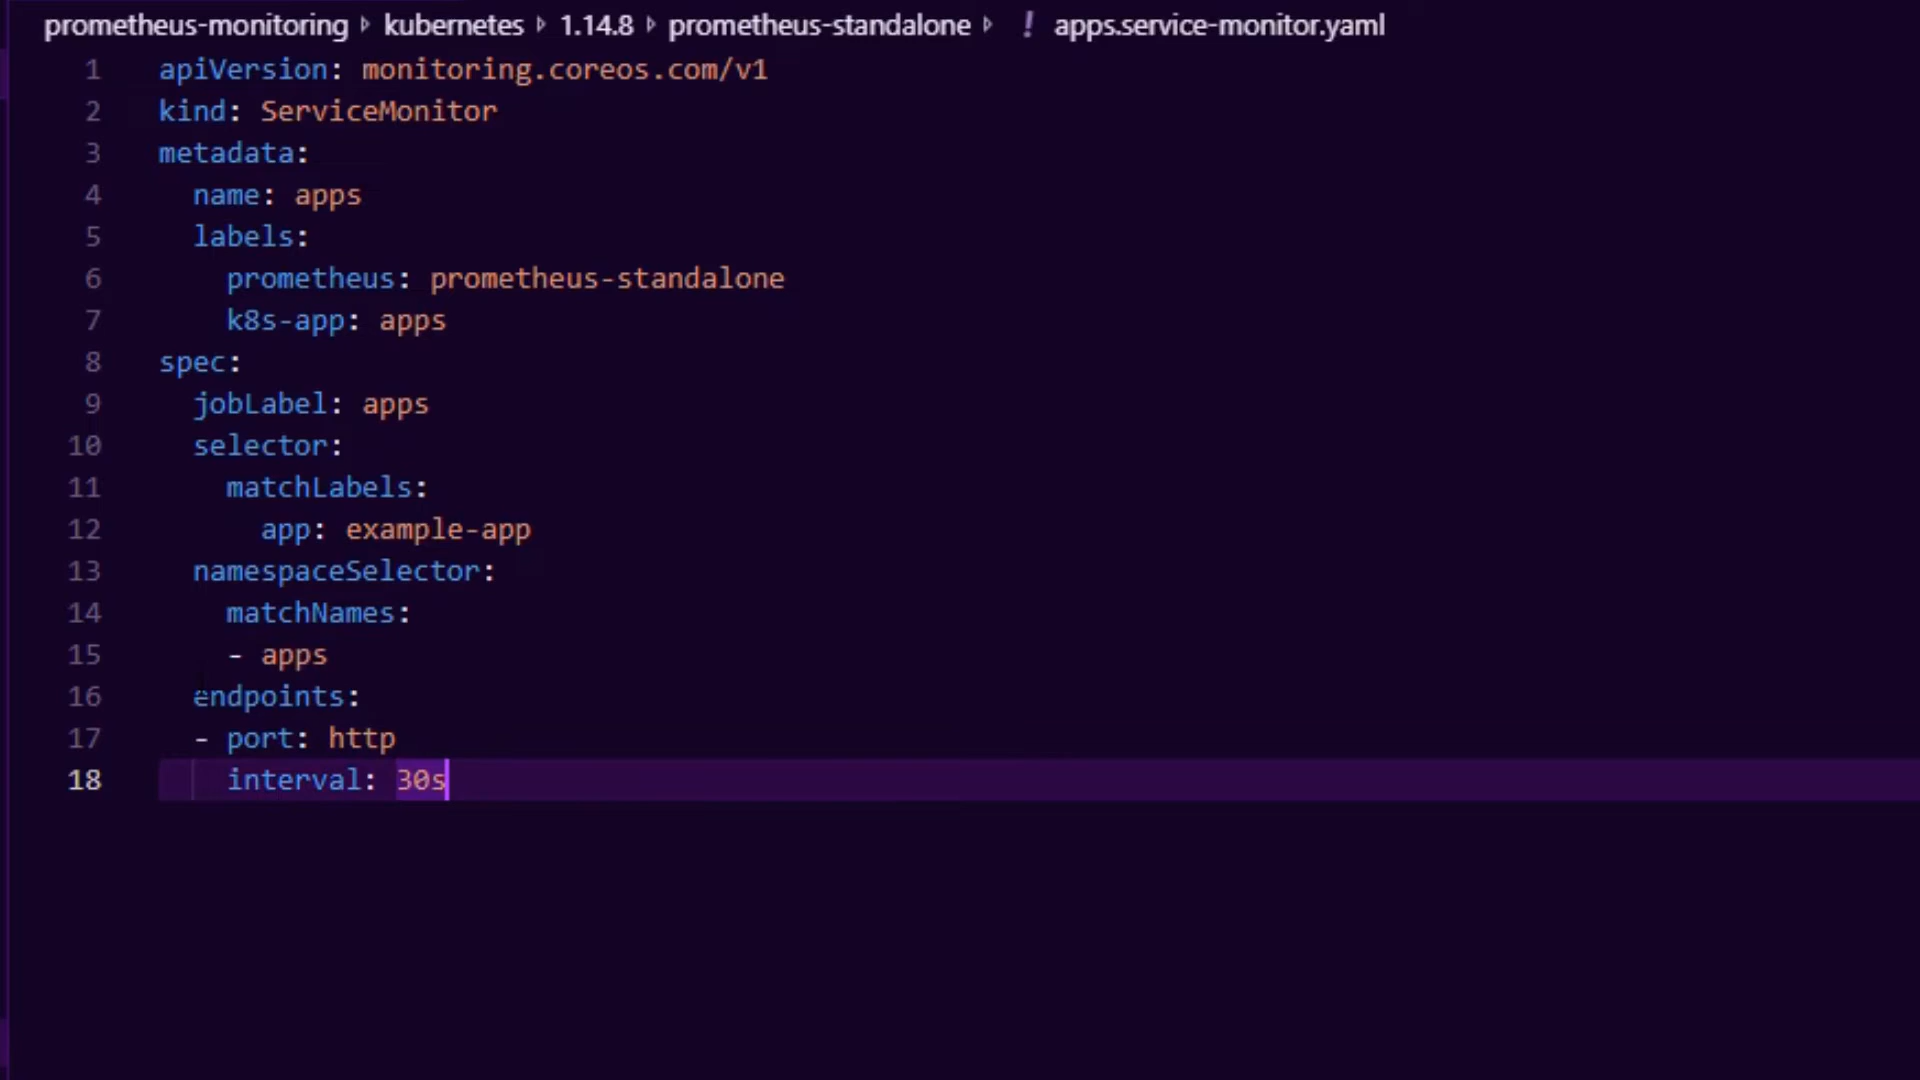 prometheus-monitoring › kubernetes › 1.14.8 › prometheus-standalone › ! apps.service-monitor.yaml
1 apiVersion: monitoring.coreos.com/v1
2 kind: ServiceMonitor
3 metadata:
4   name: apps
5   labels:
6     prometheus: prometheus-standalone
7     k8s-app: apps
8 spec:
9   jobLabel: apps
10   selector:
11     matchLabels:
12       app: example-app
13   namespaceSelector:
14     matchNames:
15     - apps
16   endpoints:
17   - port: http
18     interval: 30s